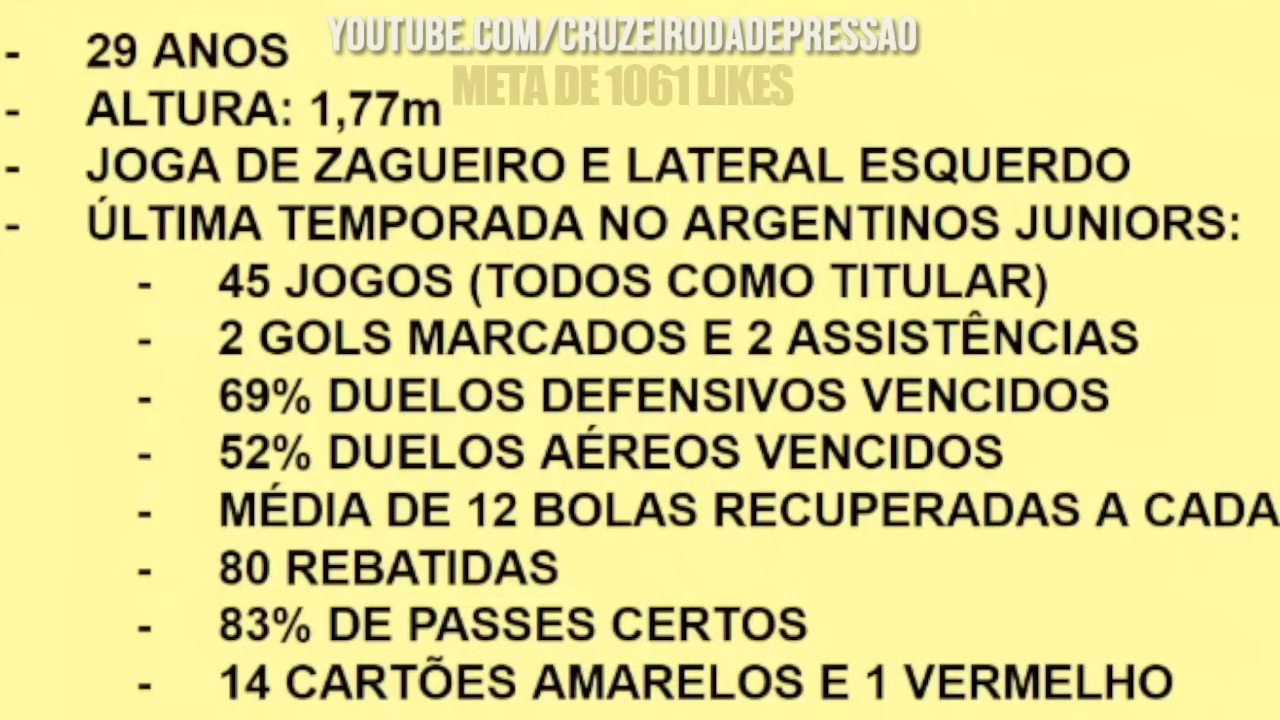 YOUTUBE.COM/CRUZEIRODADEPRESSAO
META DE 1061 LIKES
- 29 ANOS
- ALTURA: 1,77m
- JOGA DE ZAGUEIRO E LATERAL ESQUERDO
- ÚLTIMA TEMPORADA NO ARGENTINOS JUNIORS:
- 45 JOGOS (TODOS COMO TITULAR)
- 2 GOLS MARCADOS E 2 ASSISTÊNCIAS
- 69% DUELOS DEFENSIVOS VENCIDOS
- 52% DUELOS AÉREOS VENCIDOS
- MÉDIA DE 12 BOLAS RECUPERADAS A CADA
- 80 REBATIDAS
- 83% DE PASSES CERTOS
- 14 CARTÕES AMARELOS E 1 VERMELHO